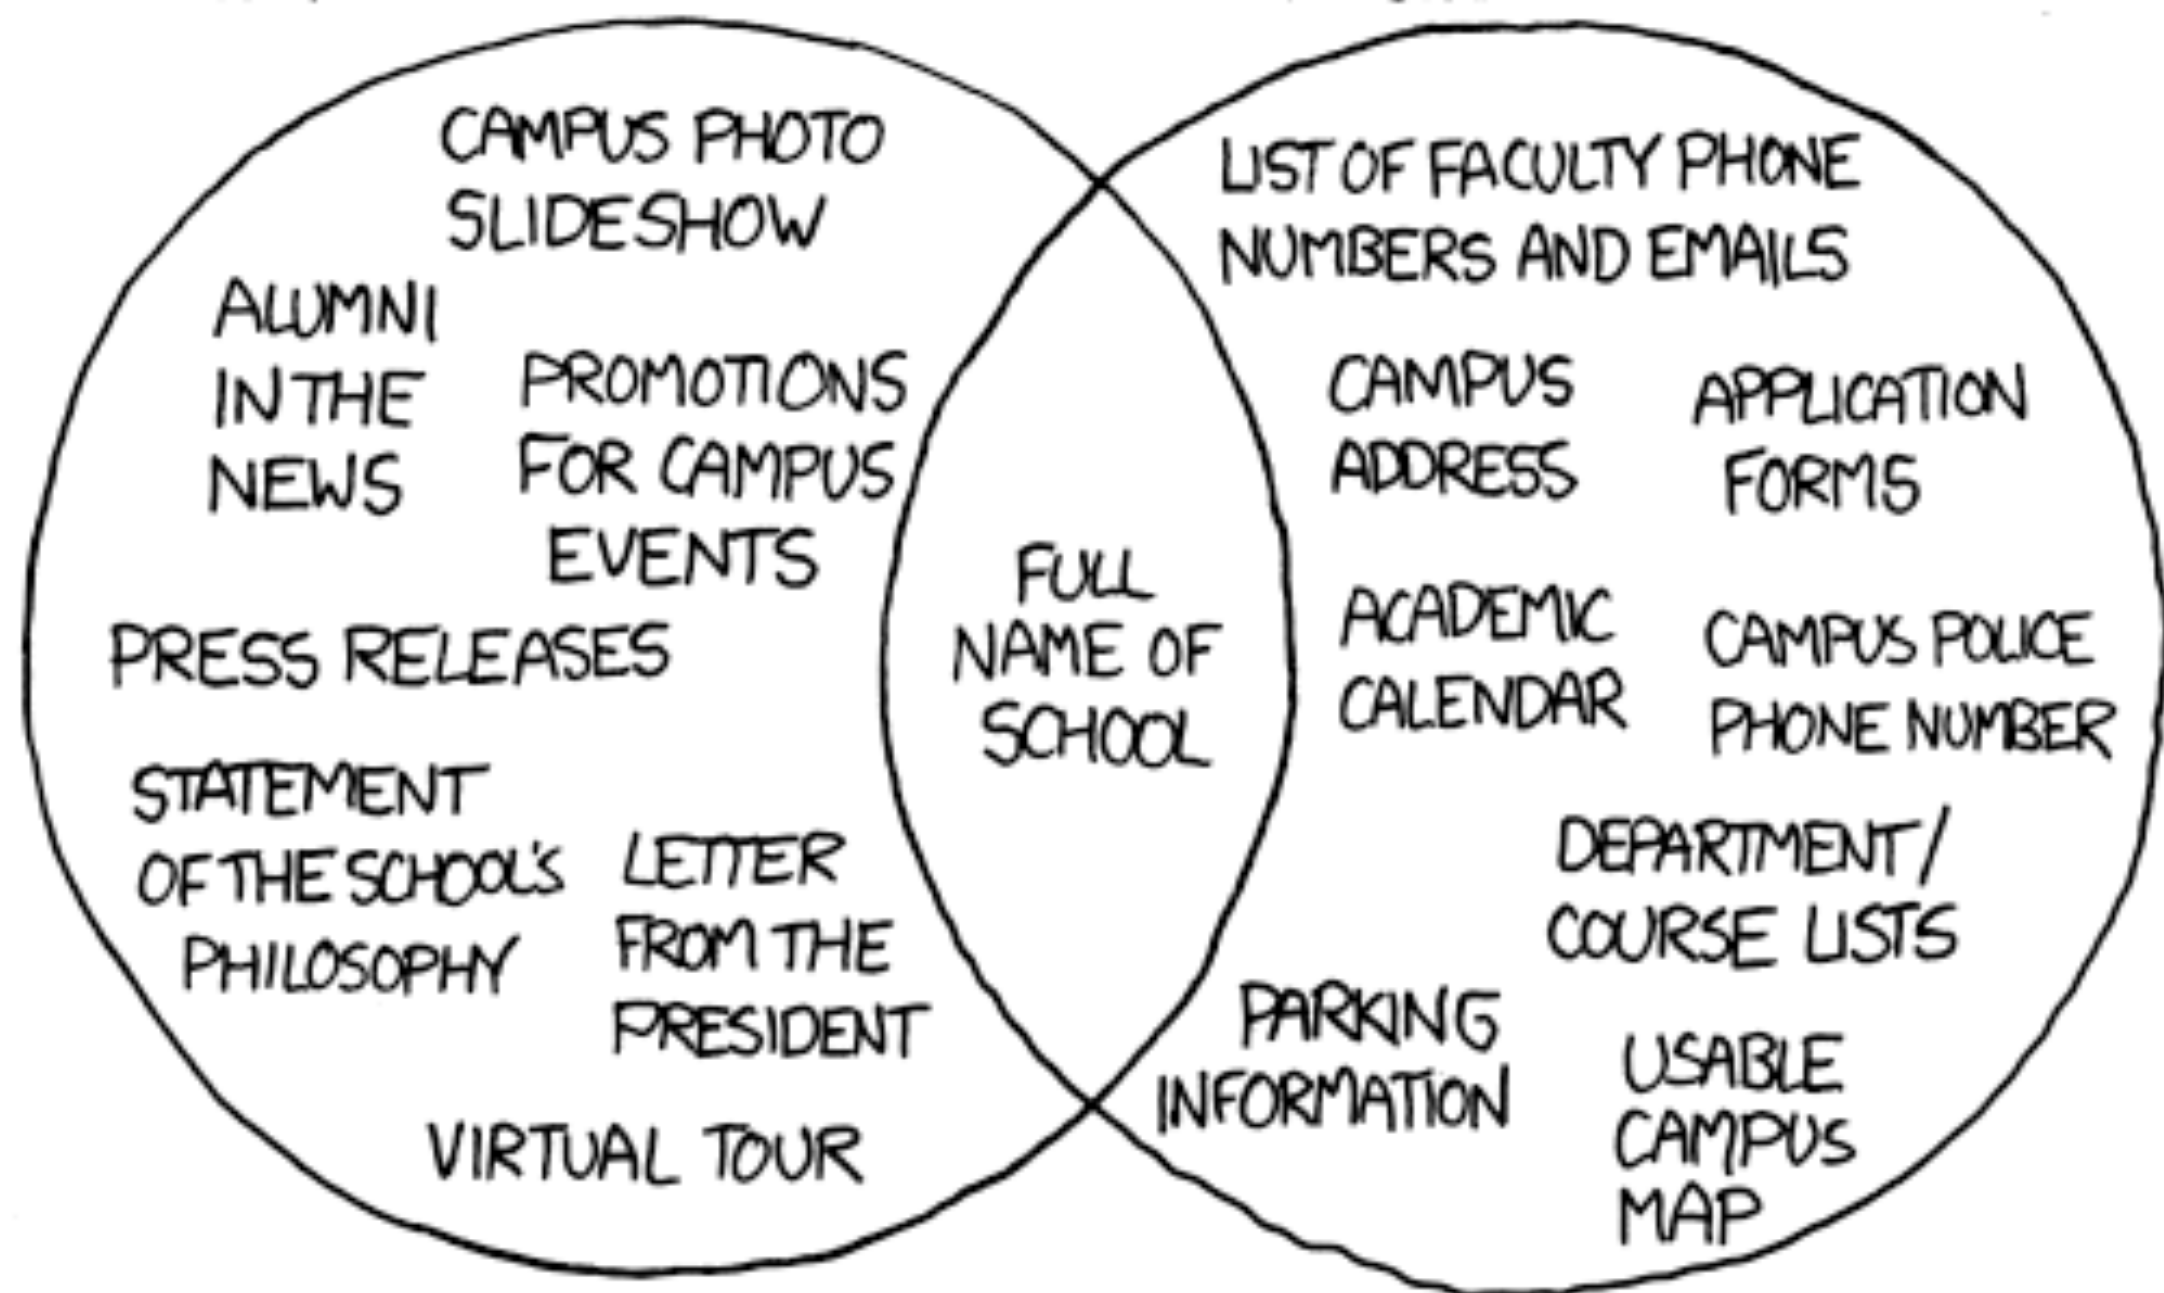 CAMPUS PHOTO
SLIDESHOW
ALUMNI
IN THE
NEWS
PROMOTIONS
FOR CAMPUS
EVENTS
PRESS RELEASES
STATEMENT
OF THE SCHOOL'S
PHILOSOPHY
LETTER
FROM THE
PRESIDENT
VIRTUAL TOUR
FULL
NAME OF
SCHOOL
LIST OF FACULTY PHONE
NUMBERS AND EMAILS
CAMPUS
ADDRESS
APPLICATION
FORMS
ACADEMIC
CALENDAR
CAMPUS POLICE
PHONE NUMBER
DEPARTMENT/
COURSE LISTS
PARKING
INFORMATION
USABLE
CAMPUS
MAP